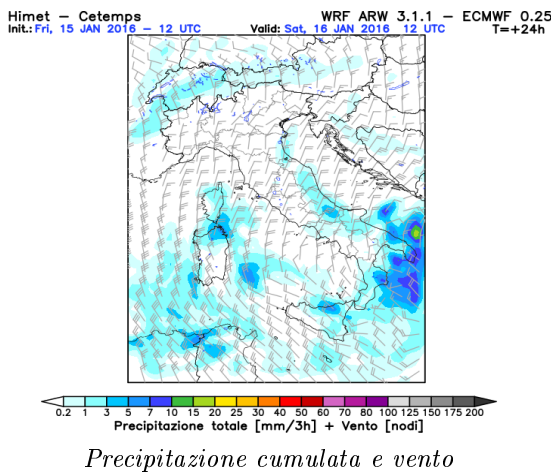 Himet – Cetemps WRF ARW 3.1.1 – ECMWF 0.25
Init.: Fri, 15 JAN 2016 – 12 UTC Valid: Sat, 16 JAN 2016 12 UTC T=+24h
0.2 1 3 5 7 10 15 20 25 30 40 50 60 70 80 100 125 150 175 200
Precipitazione totale [mm/3h] + Vento [nodi]
Precipitazione cumulata e vento